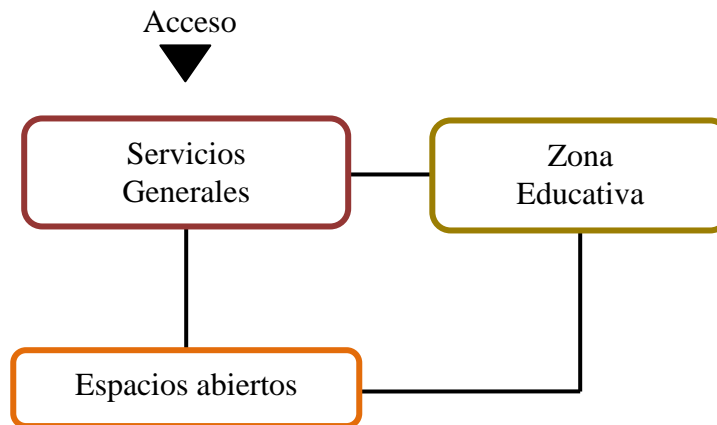 Acceso
Servicios
Generales
Zona
Educativa
Espacios abiertos